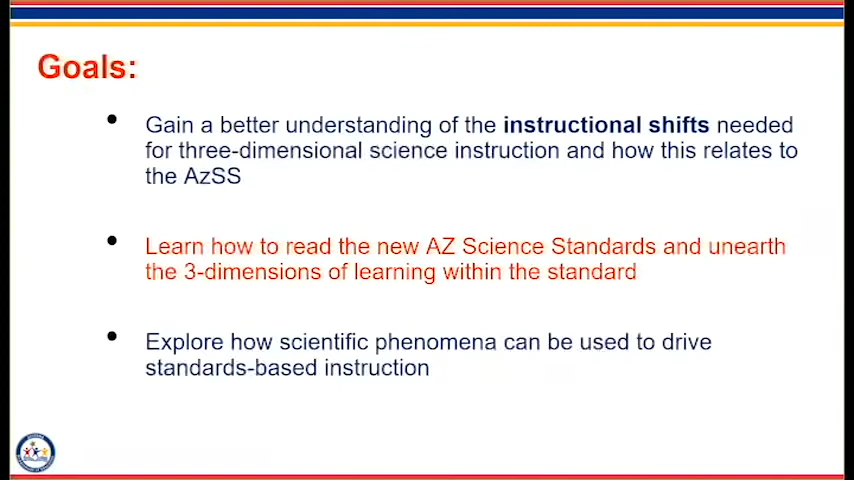 Goals:
• Gain a better understanding of the instructional shifts needed
for three-dimensional science instruction and how this relates to
the AzSS
• Learn how to read the new AZ Science Standards and unearth
the 3-dimensions of learning within the standard
• Explore how scientific phenomena can be used to drive
standards-based instruction